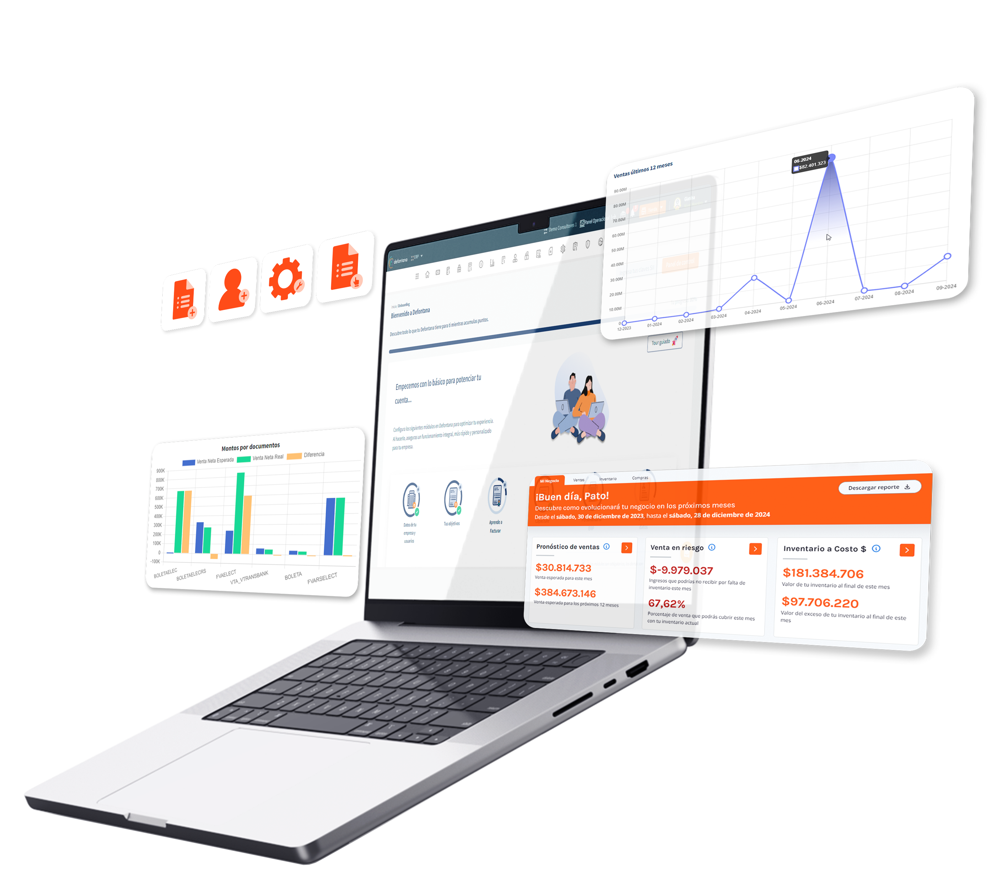 Ventas últimos 12 meses
06-2024
$82.401.323
90.00M
80.00M
70.00M
60.00M
50.00M
40.00M
30.00M
20.00M
10.00M
0
12-2023
01-2024
02-2024
03-2024
04-2024
05-2024
06-2024
07-2024
08-2024
09-2024
defontana
ERP
Demo Consultores 1
Panel Operacional
Inicio / Onboarding
Bienvenido a Defontana
Descubre todo lo que tu Defontana tiene para ti mientras acumulas puntos.
Tour guiado
Empecemos con lo básico para potenciar tu
cuenta...
Configura los siguientes módulos en Defontana para optimizar tu experiencia.
Al hacerlo, aseguras un funcionamiento integral, más rápido y personalizado
para tu empresa.
Datos de tu
empresa y
usuarios
Tus objetivos
Aprende a
Facturar
Montos por documentos
Venta Neta Esperada
Venta Neta Real
Diferencia
900K
800K
700K
600K
500K
400K
300K
200K
100K
0
-100K
BOLETAELEC
BOLETAELECRS
FVAELECT
VTA_VTRANSBANK
BOLETA
FVARSELECT
Mi Negocio
Ventas
Inventario
Compras
¡Buen día, Pato!
Descubre como evolucionará tu negocio en los próximos meses
Desde el sábado, 30 de diciembre de 2023, hasta el sábado, 28 de diciembre de 2024
Descargar reporte
Pronóstico de ventas
$30.814.733
Venta esperada para este mes
$384.673.146
Venta esperada para los próximos 12 meses
Venta en riesgo
$-9.979.037
Ingresos que podrías no recibir por falta de
inventario este mes
67,62%
Porcentaje de venta que podrás cubrir este mes
con tu inventario actual
Inventario a Costo $
$181.384.706
Valor de tu inventario al final de este mes
$97.706.220
Valor del exceso de tu inventario al final de este
mes